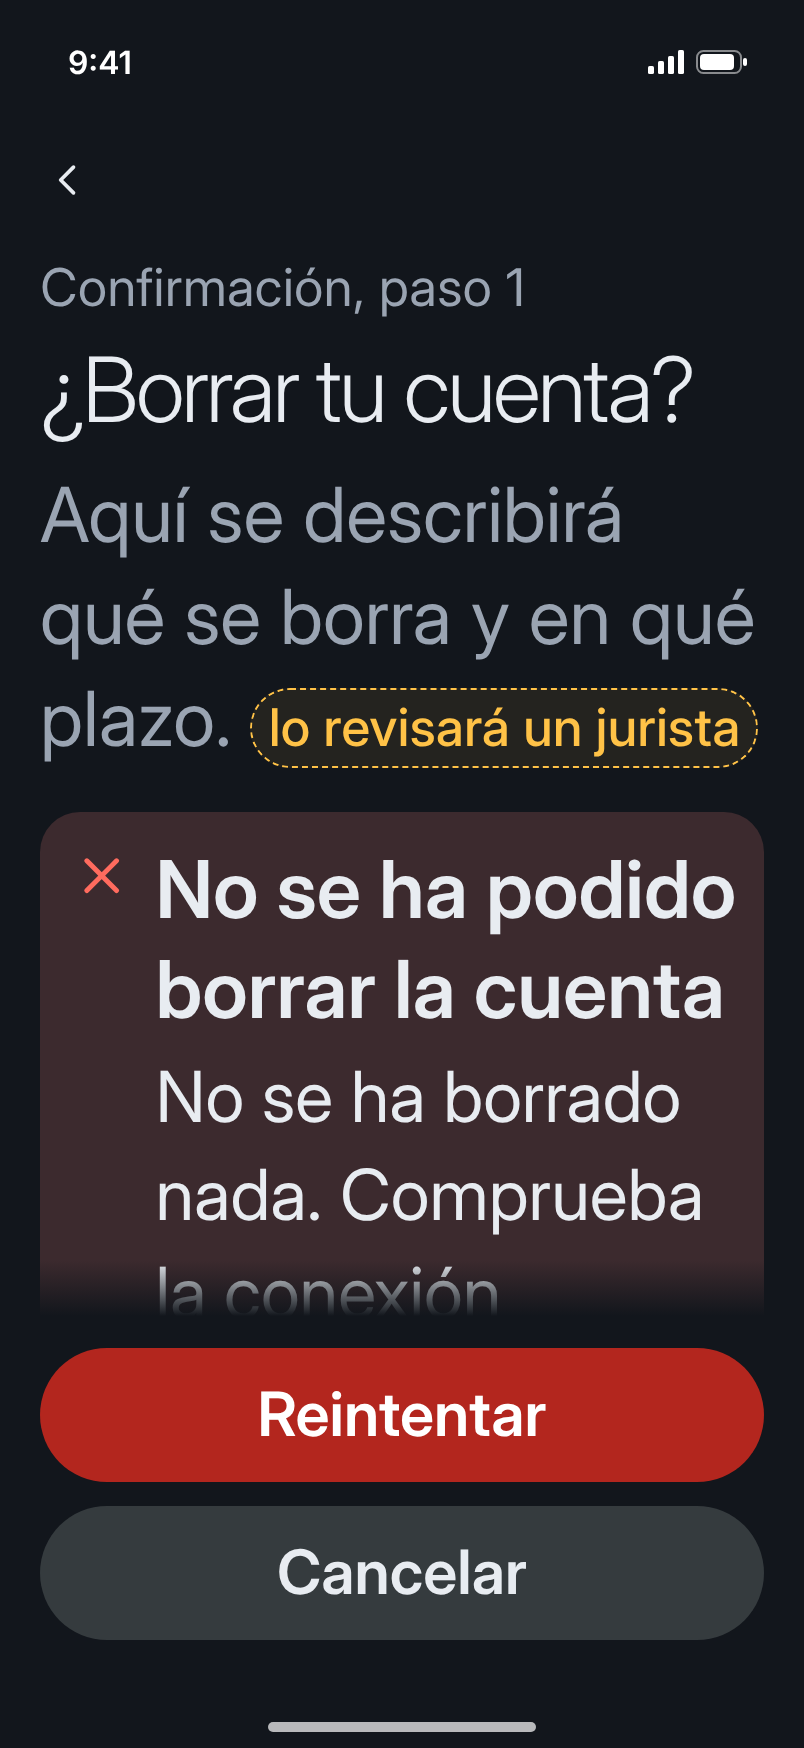 9:41
Confirmación, paso 1
¿Borrar tu cuenta?
Aquí se describirá
qué se borra y en qué
plazo. lo revisará un jurista
No se ha podido
borrar la cuenta
No se ha borrado
nada. Comprueba
la conexión
Reintentar
Cancelar